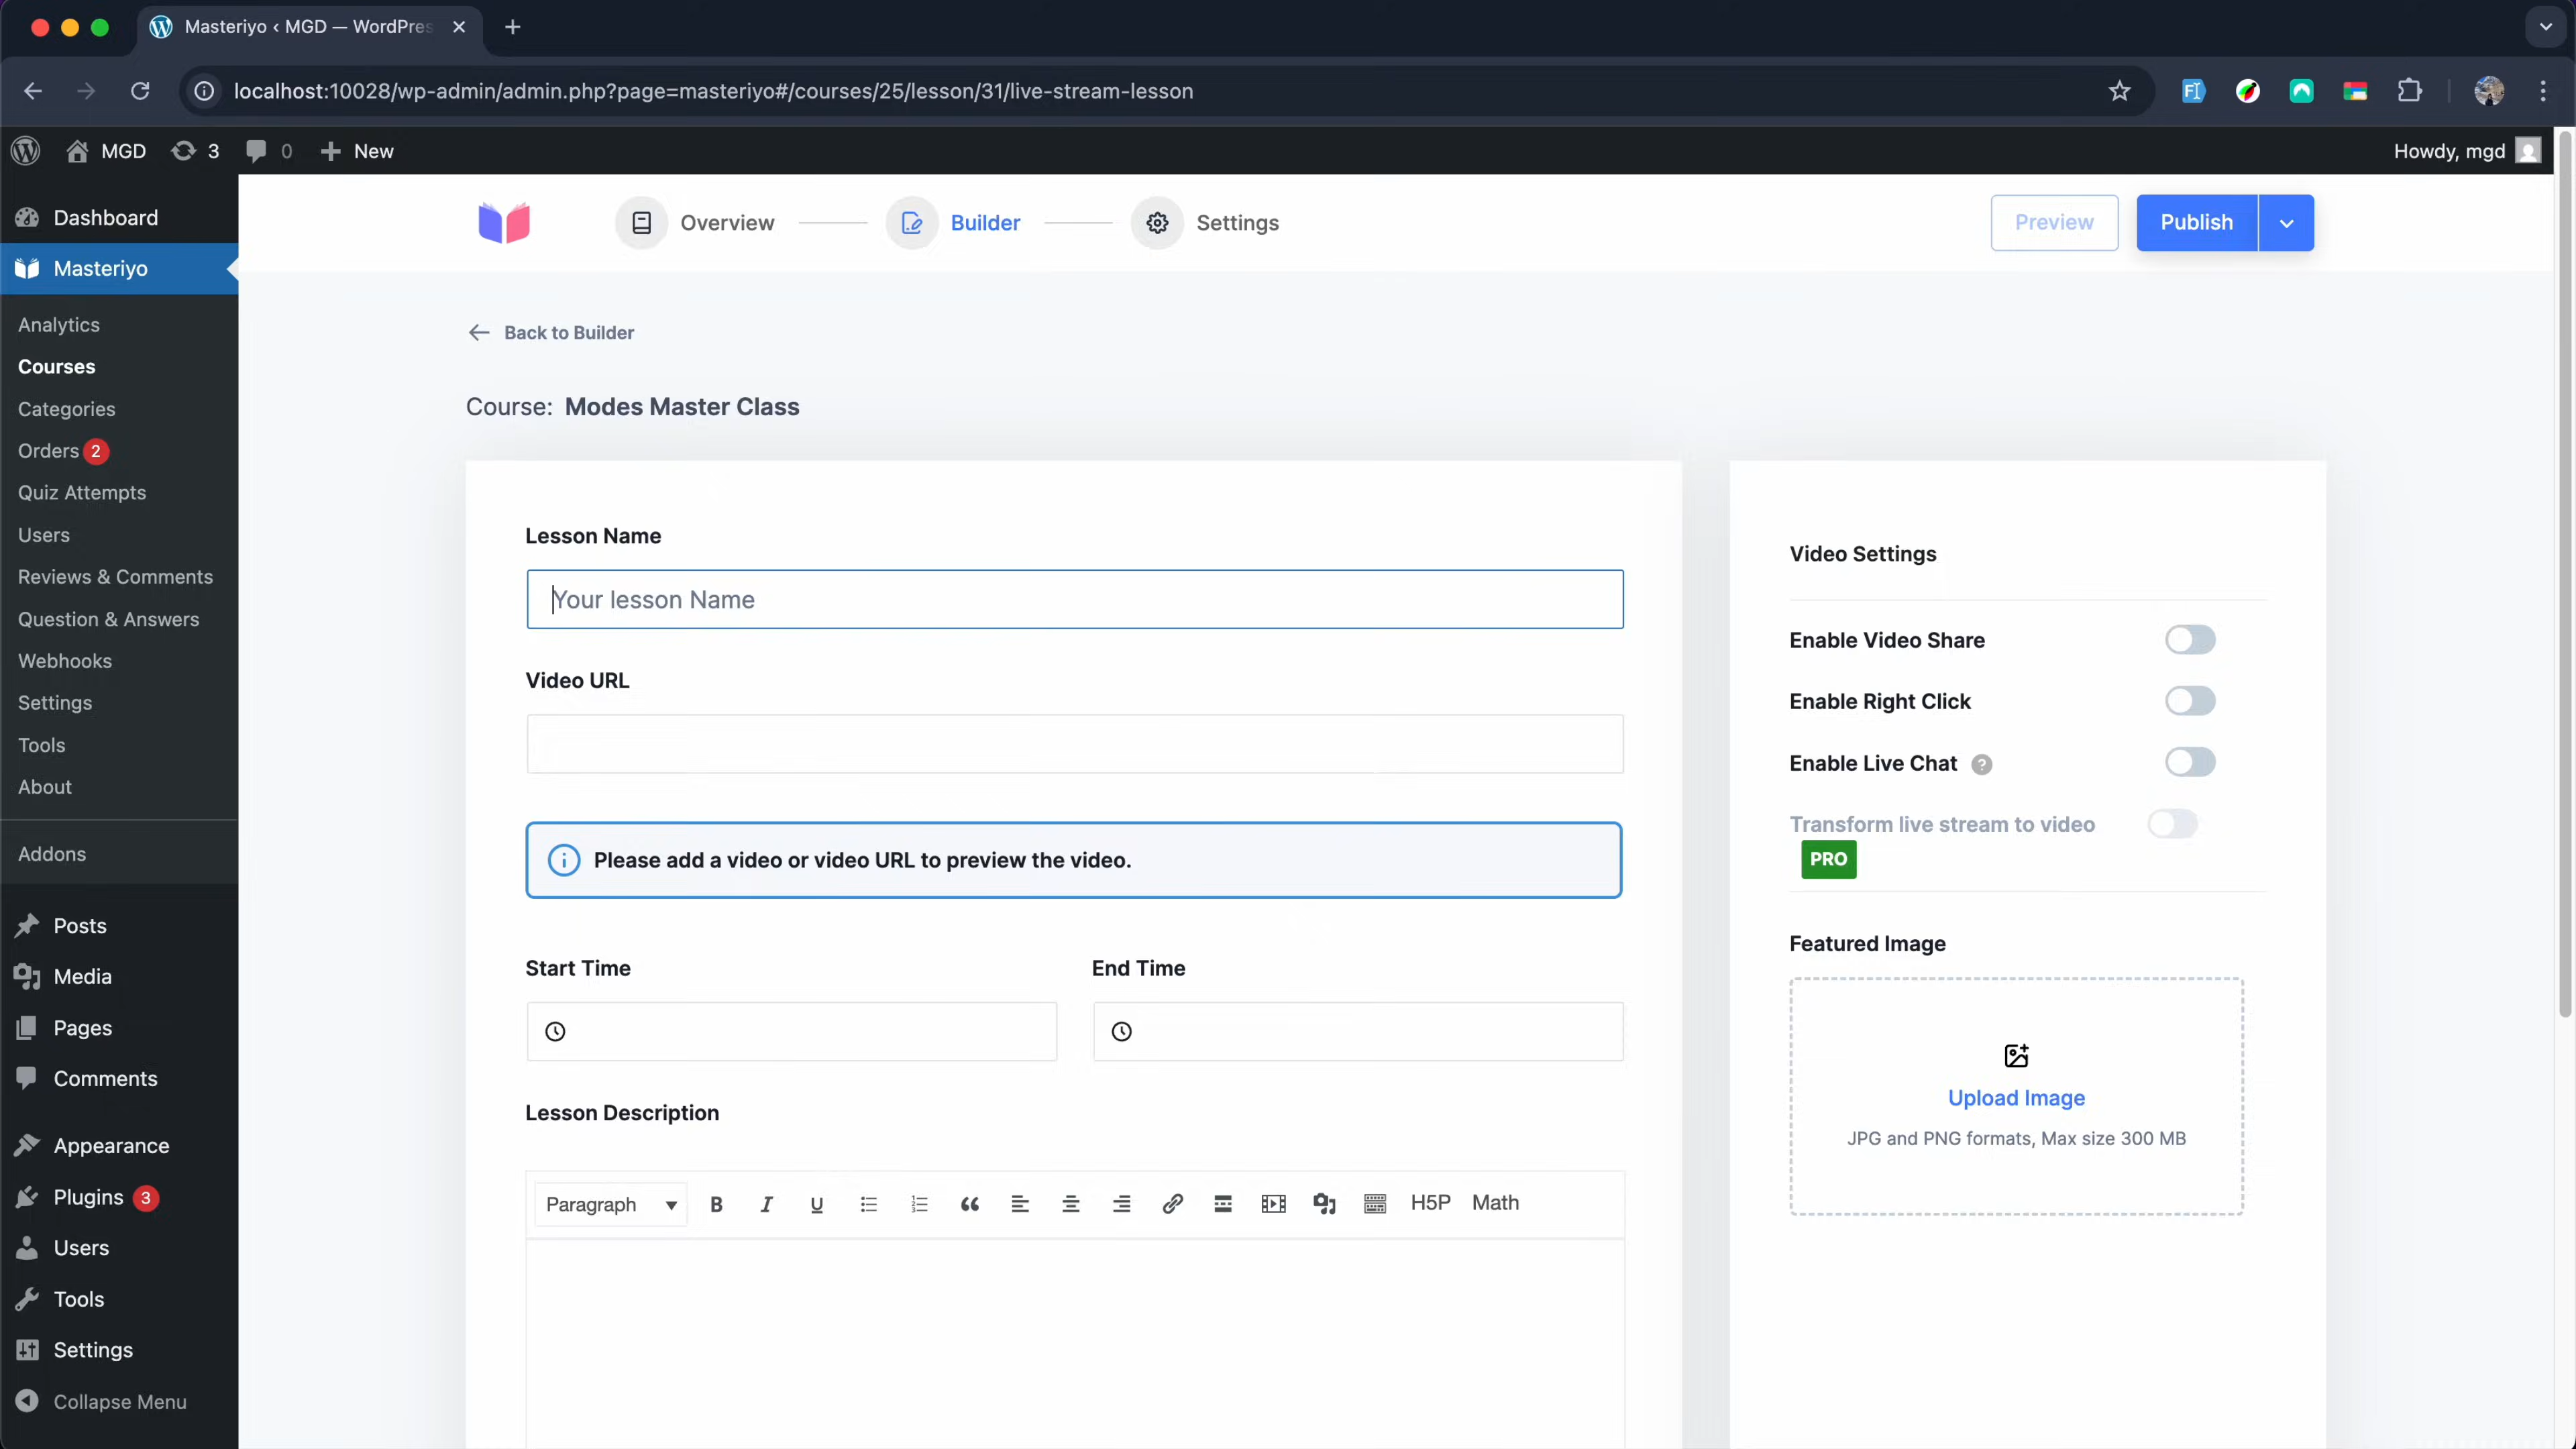 Masteriyo ‹ MGD — WordPres
localhost:10028/wp-admin/admin.php?page=masteriyo#/courses/25/lesson/31/live-stream-lesson
MGD 3 0 New Howdy, mgd
Dashboard
Masteriyo
Analytics
Courses
Categories
Orders 2
Quiz Attempts
Users
Reviews & Comments
Question & Answers
Webhooks
Settings
Tools
About
Addons
Posts
Media
Pages
Comments
Appearance
Plugins 3
Users
Tools
Settings
Collapse Menu
Overview Builder Settings Preview Publish
Back to Builder
Course: Modes Master Class
Lesson Name
Your lesson Name
Video URL
Please add a video or video URL to preview the video.
Start Time End Time
Lesson Description
Paragraph B I U H5P Math
Video Settings
Enable Video Share
Enable Right Click
Enable Live Chat ?
Transform live stream to video
PRO
Featured Image
Upload Image
JPG and PNG formats, Max size 300 MB